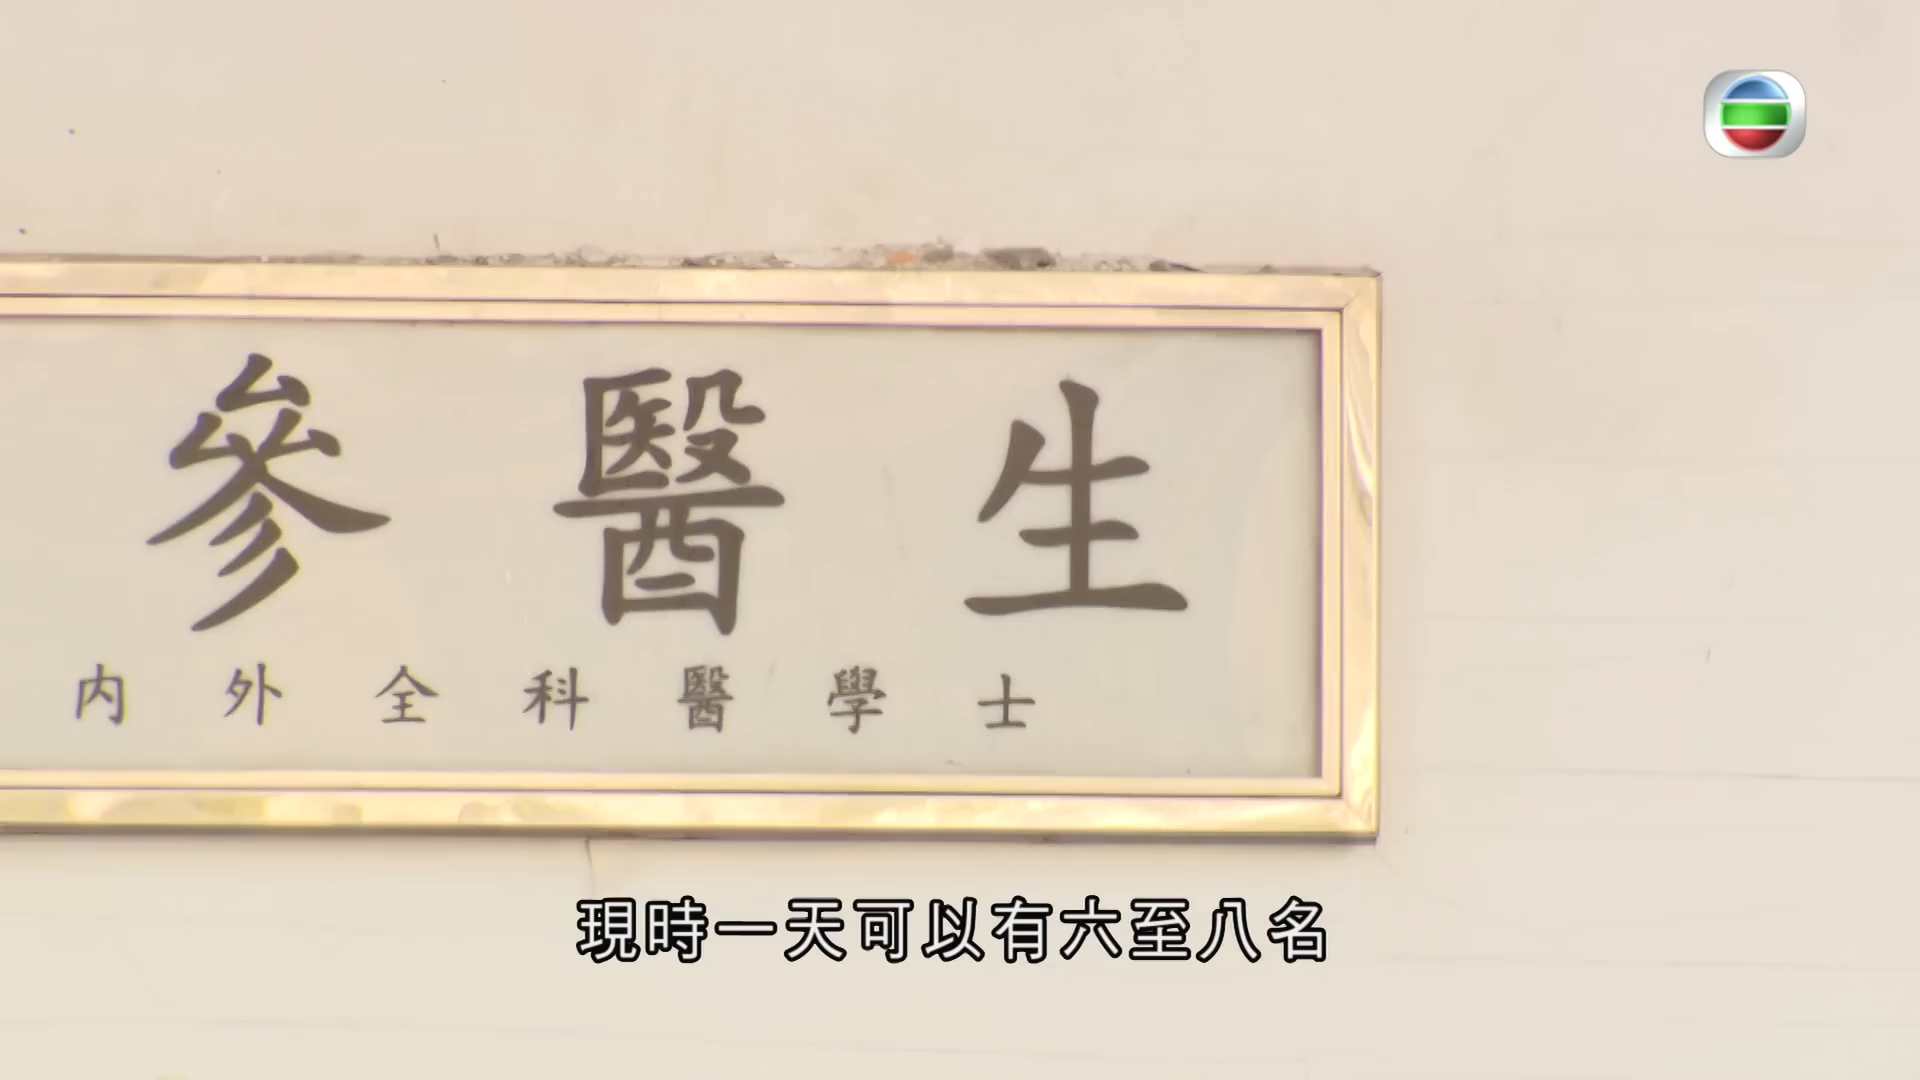 參醫生
内外全科醫學士
現時一天可以有六至八名